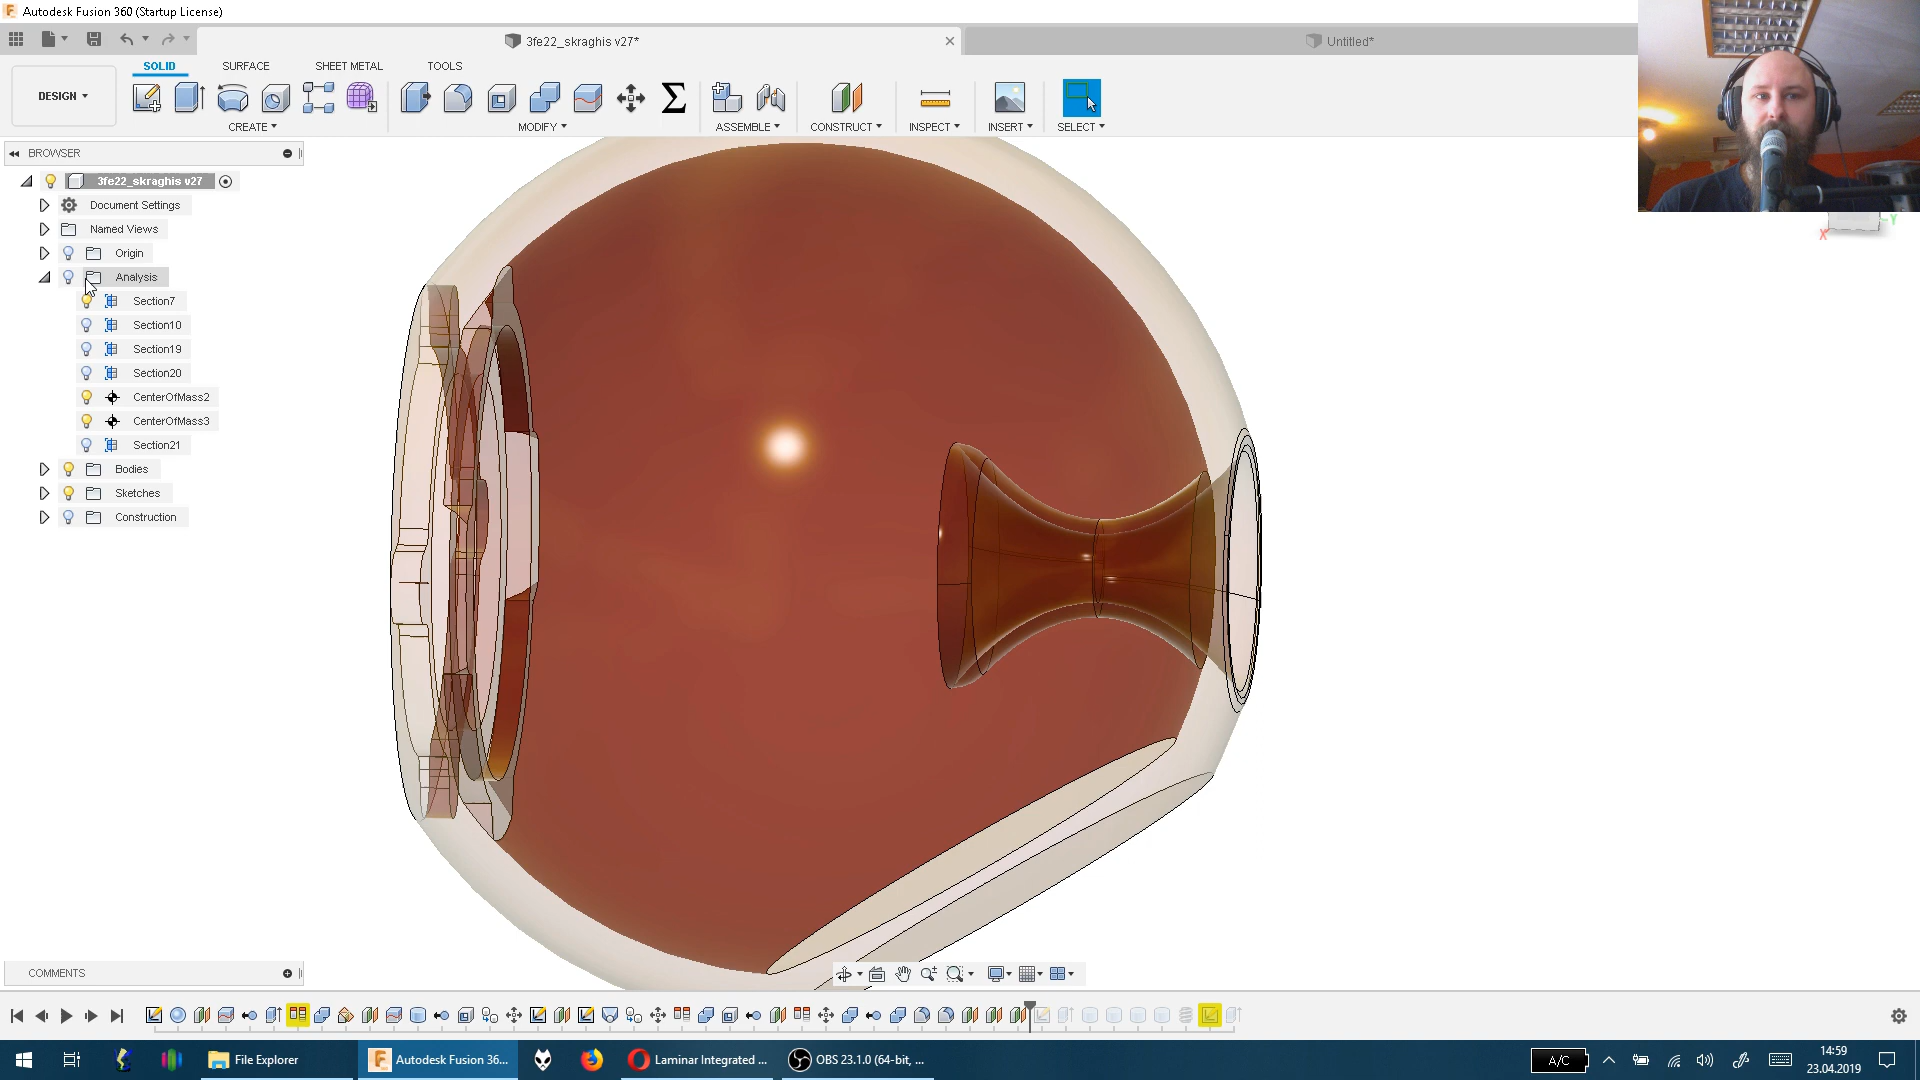 Autodesk Fusion 360 (Startup License)
3fe22_skraghis v27*
Untitled*
SOLID
SURFACE
SHEET METAL
TOOLS
DESIGN
CREATE
MODIFY
ASSEMBLE
CONSTRUCT
INSPECT
INSERT
SELECT
BROWSER
3fe22_skraghis v27
Document Settings
Named Views
Origin
Analysis
Section7
Section10
Section19
Section20
CenterOfMass2
CenterOfMass3
Section21
Bodies
Sketches
Construction
Y
X
COMMENTS
File Explorer
Autodesk Fusion 36...
Laminar Integrated ...
OBS 23.1.0 (64-bit, ...
A/C
14:59
23.04.2019